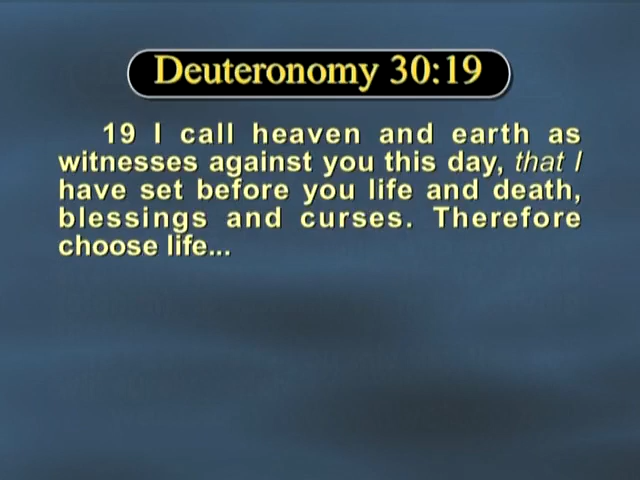 Deuteronomy 30:19
19 I call heaven and earth as
witnesses against you this day, that I
have set before you life and death,
blessings and curses. Therefore
choose life...